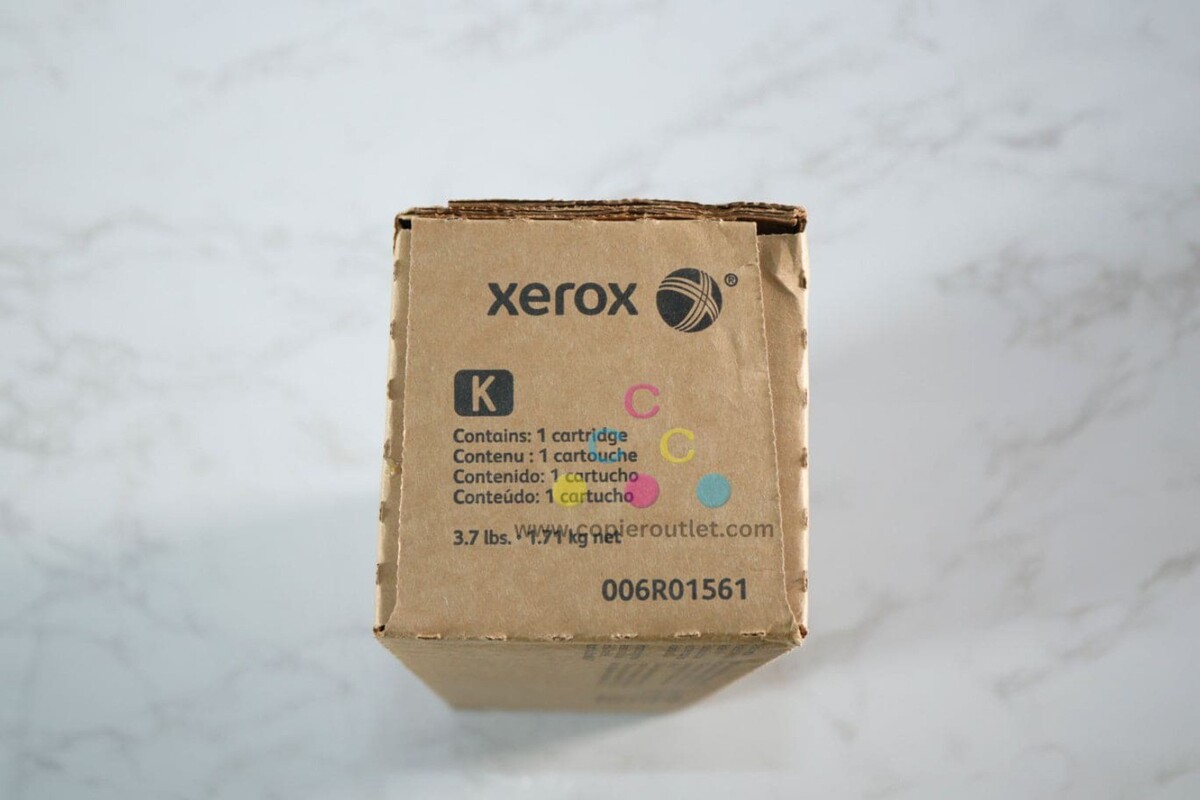 xerox ®
K
C
Contains: 1 cartridge
Contenu : 1 cartouche
C C
Contenido: 1 cartucho
Conteúdo: 1 cartucho
www.copieroutlet.com
3.7 lbs. • 1.71 kg net
006R01561